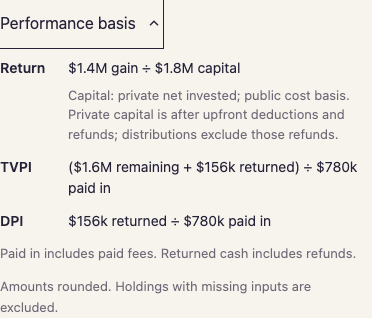 Performance basis
Return $1.4M gain ÷ $1.8M capital
Capital: private net invested; public cost basis.
Private capital is after upfront deductions and
refunds; distributions exclude those refunds.
TVPI ($1.6M remaining + $156k returned) ÷ $780k
paid in
DPI $156k returned ÷ $780k paid in
Paid in includes paid fees. Returned cash includes refunds.
Amounts rounded. Holdings with missing inputs are
excluded.